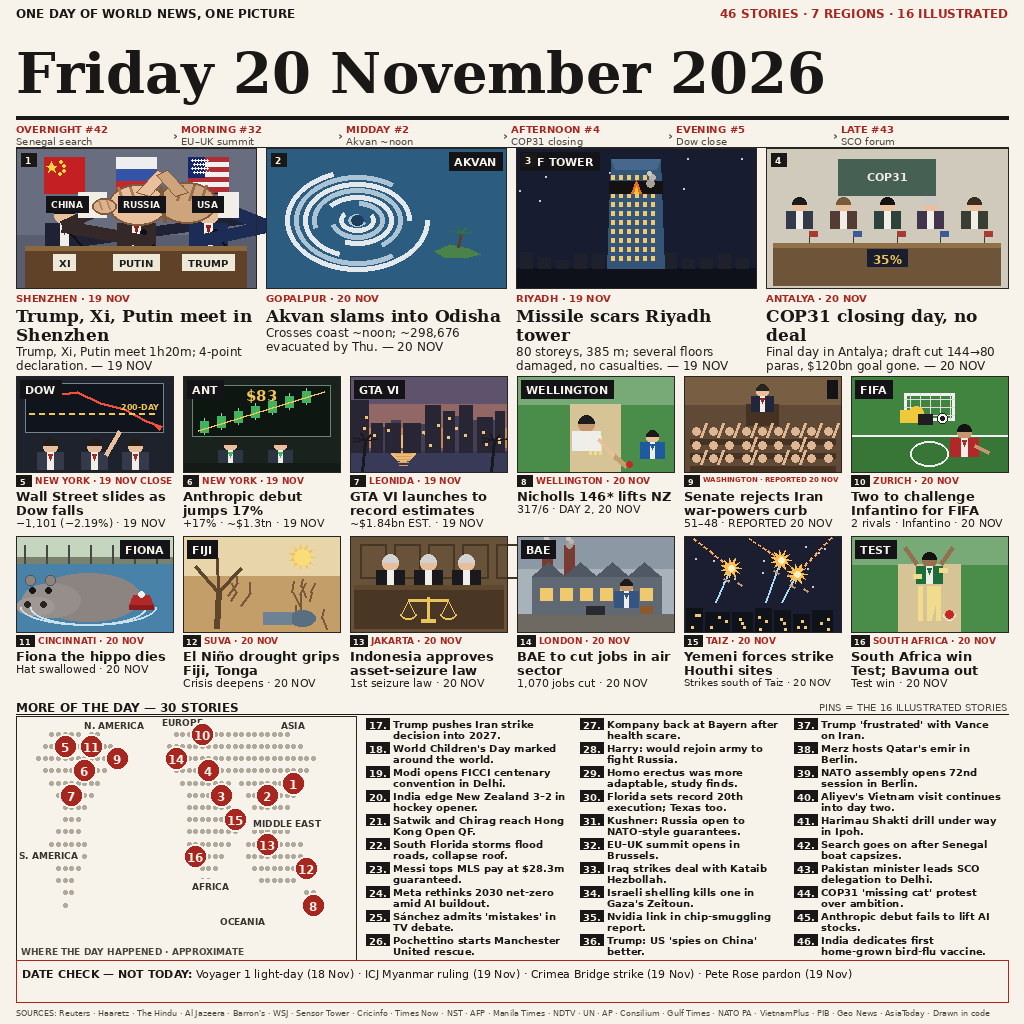 ONE DAY OF WORLD NEWS, ONE PICTURE
46 STORIES · 7 REGIONS · 16 ILLUSTRATED
Friday 20 November 2026
OVERNIGHT #42
Senegal search
›
MORNING #32
EU–UK summit
›
MIDDAY #2
Akvan ~noon
›
AFTERNOON #4
COP31 closing
›
EVENING #5
Dow close
›
LATE #43
SCO forum
1
CHINA
RUSSIA
USA
XI
PUTIN
TRUMP
SHENZHEN · 19 NOV
Trump, Xi, Putin meet in
Shenzhen
Trump, Xi, Putin meet 1h20m; 4-point
declaration. — 19 NOV
2
AKVAN
GOPALPUR · 20 NOV
Akvan slams into Odisha
Crosses coast ~noon; ~298,676
evacuated by Thu. — 20 NOV
3
F TOWER
RIYADH · 19 NOV
Missile scars Riyadh
tower
80 storeys, 385 m; several floors
damaged, no casualties. — 19 NOV
4
COP31
35%
ANTALYA · 20 NOV
COP31 closing day, no
deal
Final day in Antalya; draft cut 144→80
paras, $120bn goal gone. — 20 NOV
DOW
200-DAY
5 NEW YORK · 19 NOV CLOSE
Wall Street slides as
Dow falls
−1,101 (−2.19%) · 19 NOV
ANT
$83
6 NEW YORK · 19 NOV
Anthropic debut
jumps 17%
+17% · ~$1.3tn · 19 NOV
GTA VI
7 LEONIDA · 19 NOV
GTA VI launches to
record estimates
~$1.84bn EST. · 19 NOV
WELLINGTON
8 WELLINGTON · 20 NOV
Nicholls 146* lifts NZ
317/6 · DAY 2, 20 NOV
9 WASHINGTON · REPORTED 20 NOV
Senate rejects Iran
war-powers curb
51–48 · REPORTED 20 NOV
FIFA
10 ZURICH · 20 NOV
Two to challenge
Infantino for FIFA
2 rivals · Infantino · 20 NOV
FIONA
11 CINCINNATI · 20 NOV
Fiona the hippo dies
Hat swallowed · 20 NOV
FIJI
12 SUVA · 20 NOV
El Niño drought grips
Fiji, Tonga
Crisis deepens · 20 NOV
13 JAKARTA · 20 NOV
Indonesia approves
asset-seizure law
1st seizure law · 20 NOV
BAE
14 LONDON · 20 NOV
BAE to cut jobs in air
sector
1,070 jobs cut · 20 NOV
15 TAIZ · 20 NOV
Yemeni forces strike
Houthi sites
Strikes south of Taiz · 20 NOV
TEST
16 SOUTH AFRICA · 20 NOV
South Africa win
Test; Bavuma out
Test win · 20 NOV
MORE OF THE DAY — 30 STORIES
PINS = THE 16 ILLUSTRATED STORIES
N. AMERICA
EUROPE
ASIA
10
5
11
9
14
6
4
1
7
3
2
15
MIDDLE EAST
13
S. AMERICA
16
12
AFRICA
8
OCEANIA
WHERE THE DAY HAPPENED · APPROXIMATE
17. Trump pushes Iran strike
decision into 2027.
18. World Children's Day marked
around the world.
19. Modi opens FICCI centenary
convention in Delhi.
20. India edge New Zealand 3–2 in
hockey opener.
21. Satwik and Chirag reach Hong
Kong Open QF.
22. South Florida storms flood
roads, collapse roof.
23. Messi tops MLS pay at $28.3m
guaranteed.
24. Meta rethinks 2030 net-zero
amid AI buildout.
25. Sánchez admits 'mistakes' in
TV debate.
26. Pochettino starts Manchester
United rescue.
27. Kompany back at Bayern after
health scare.
28. Harry: would rejoin army to
fight Russia.
29. Homo erectus was more
adaptable, study finds.
30. Florida sets record 20th
execution; Texas too.
31. Kushner: Russia open to
NATO-style guarantees.
32. EU–UK summit opens in
Brussels.
33. Iraq strikes deal with Kataib
Hezbollah.
34. Israeli shelling kills one in
Gaza's Zeitoun.
35. Nvidia link in chip-smuggling
report.
36. Trump: US 'spies on China'
better.
37. Trump 'frustrated' with Vance
on Iran.
38. Merz hosts Qatar's emir in
Berlin.
39. NATO assembly opens 72nd
session in Berlin.
40. Aliyev's Vietnam visit continues
into day two.
41. Harimau Shakti drill under way
in Ipoh.
42. Search goes on after Senegal
boat capsizes.
43. Pakistan minister leads SCO
delegation to Delhi.
44. COP31 'missing cat' protest
over ambition.
45. Anthropic debut fails to lift AI
stocks.
46. India dedicates first
home-grown bird-flu vaccine.
DATE CHECK — NOT TODAY: Voyager 1 light-day (18 Nov) · ICJ Myanmar ruling (19 Nov) · Crimea Bridge strike (19 Nov) · Pete Rose pardon (19 Nov)
SOURCES: Reuters · Haaretz · The Hindu · Al Jazeera · Barron's · WSJ · Sensor Tower · Cricinfo · Times Now · NST · AFP · Manila Times · NDTV · UN · AP · Consilium · Gulf Times · NATO PA · VietnamPlus · PIB · Geo News · AsiaToday · Drawn in code